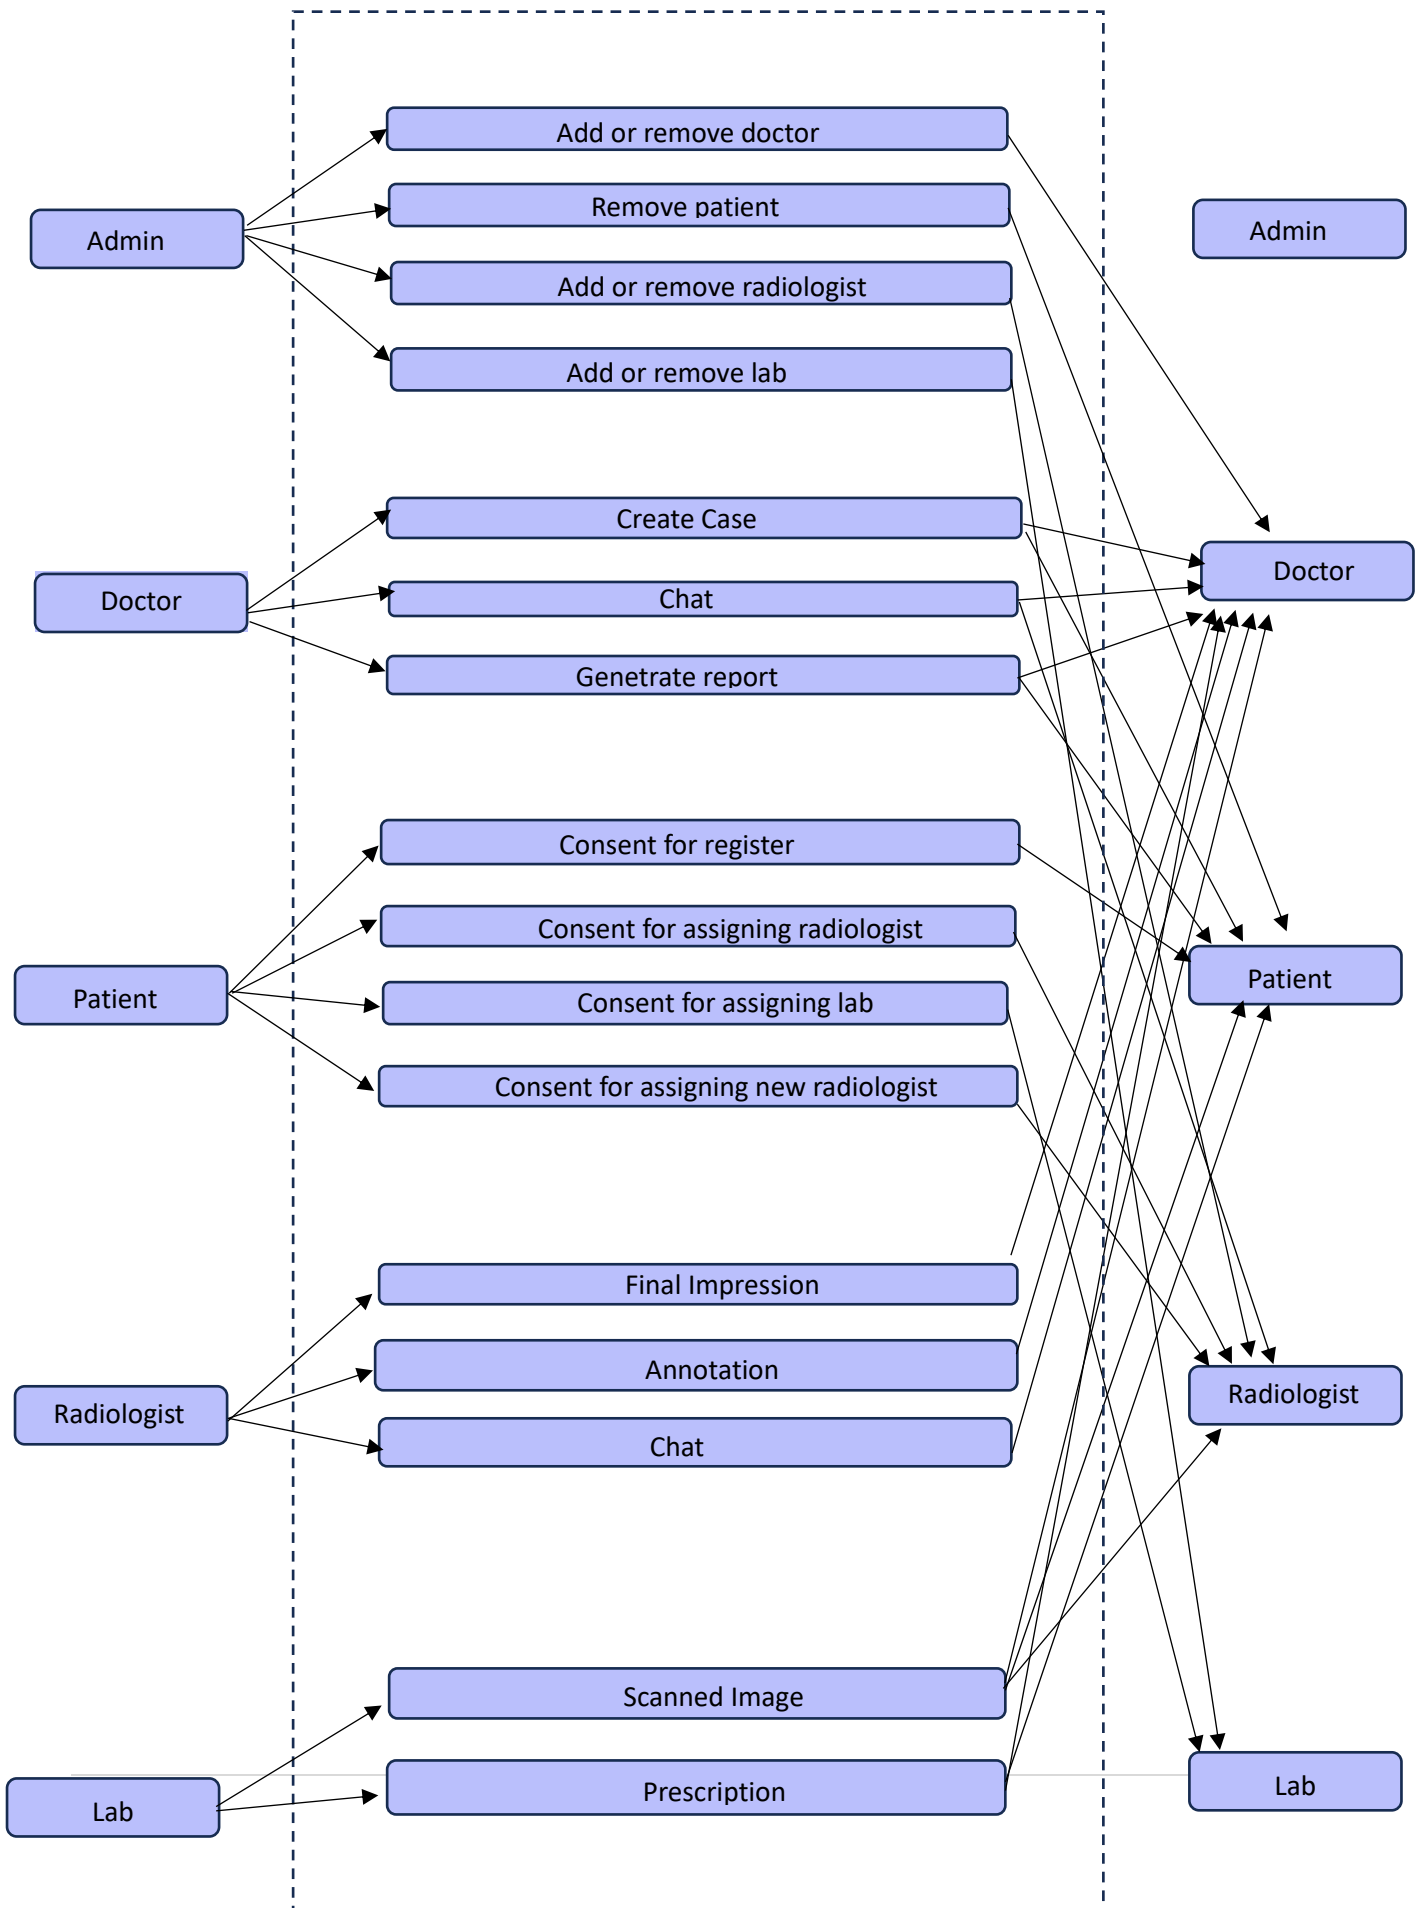 Add or remove doctor
Remove patient
Admin
Admin
Add or remove radiologist
Add or remove lab
Create Case
Doctor
Doctor
Chat
Genetrate report
Consent for register
Consent for assigning radiologist
Patient
Patient
Consent for assigning lab
Consent for assigning new radiologist
Final Impression
Annotation
Radiologist
Radiologist
Chat
Scanned Image
Prescription
Lab
Lab